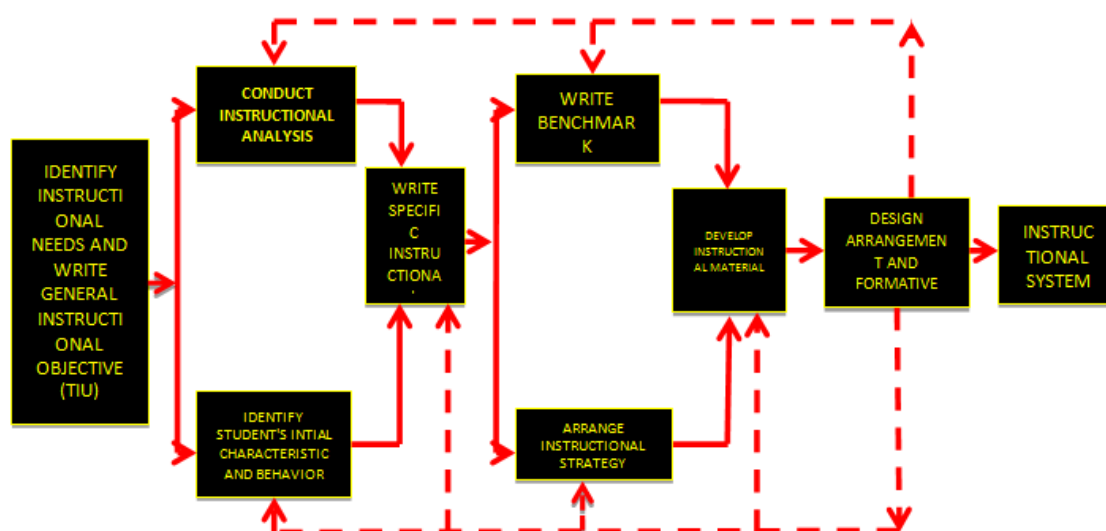 IDENTIFY
INSTRUCTI
ONAL
NEEDS AND
WRITE
GENERAL
INSTRUCTI
ONAL
OBJECTIVE
(TIU)
CONDUCT
INSTRUCTIONAL
ANALYSIS
IDENTIFY
STUDENT'S INTIAL
CHARACTERISTIC
AND BEHAVIOR
WRITE
SPECIFI
C
INSTRU
CTIONA
WRITE
BENCHMAR
K
ARRANGE
INSTRUCTIONAL
STRATEGY
DEVELOP
INSTRUCTION
AL MATERIAL
DESIGN
ARRANGEMEN
T AND
FORMATIVE
INSTRUC
TIONAL
SYSTEM